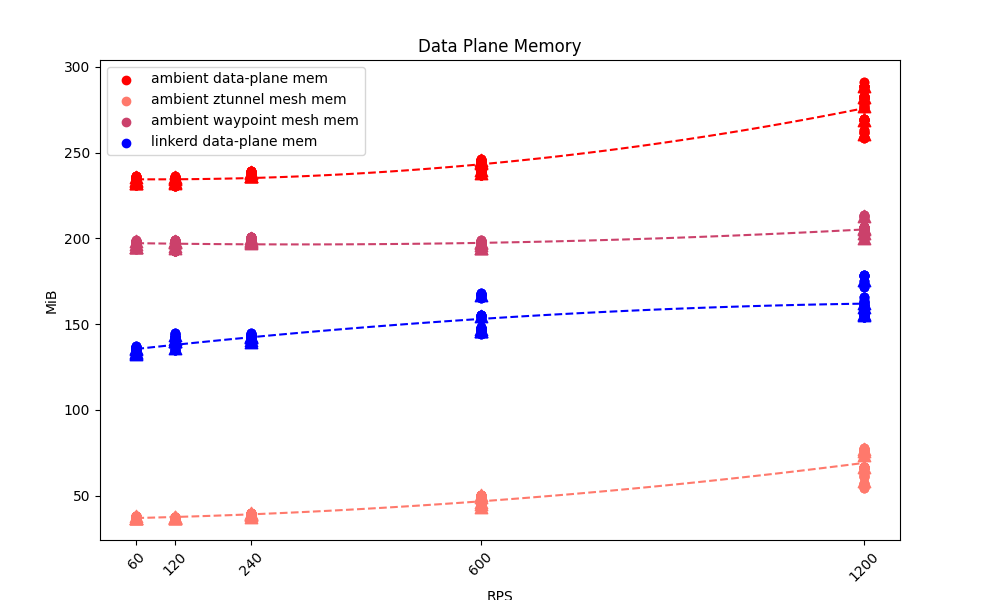 Data Plane Memory
300
250
200
150
100
50
MiB
ambient data-plane mem
ambient ztunnel mesh mem
ambient waypoint mesh mem
linkerd data-plane mem
60
120
240
600
1200
RPS